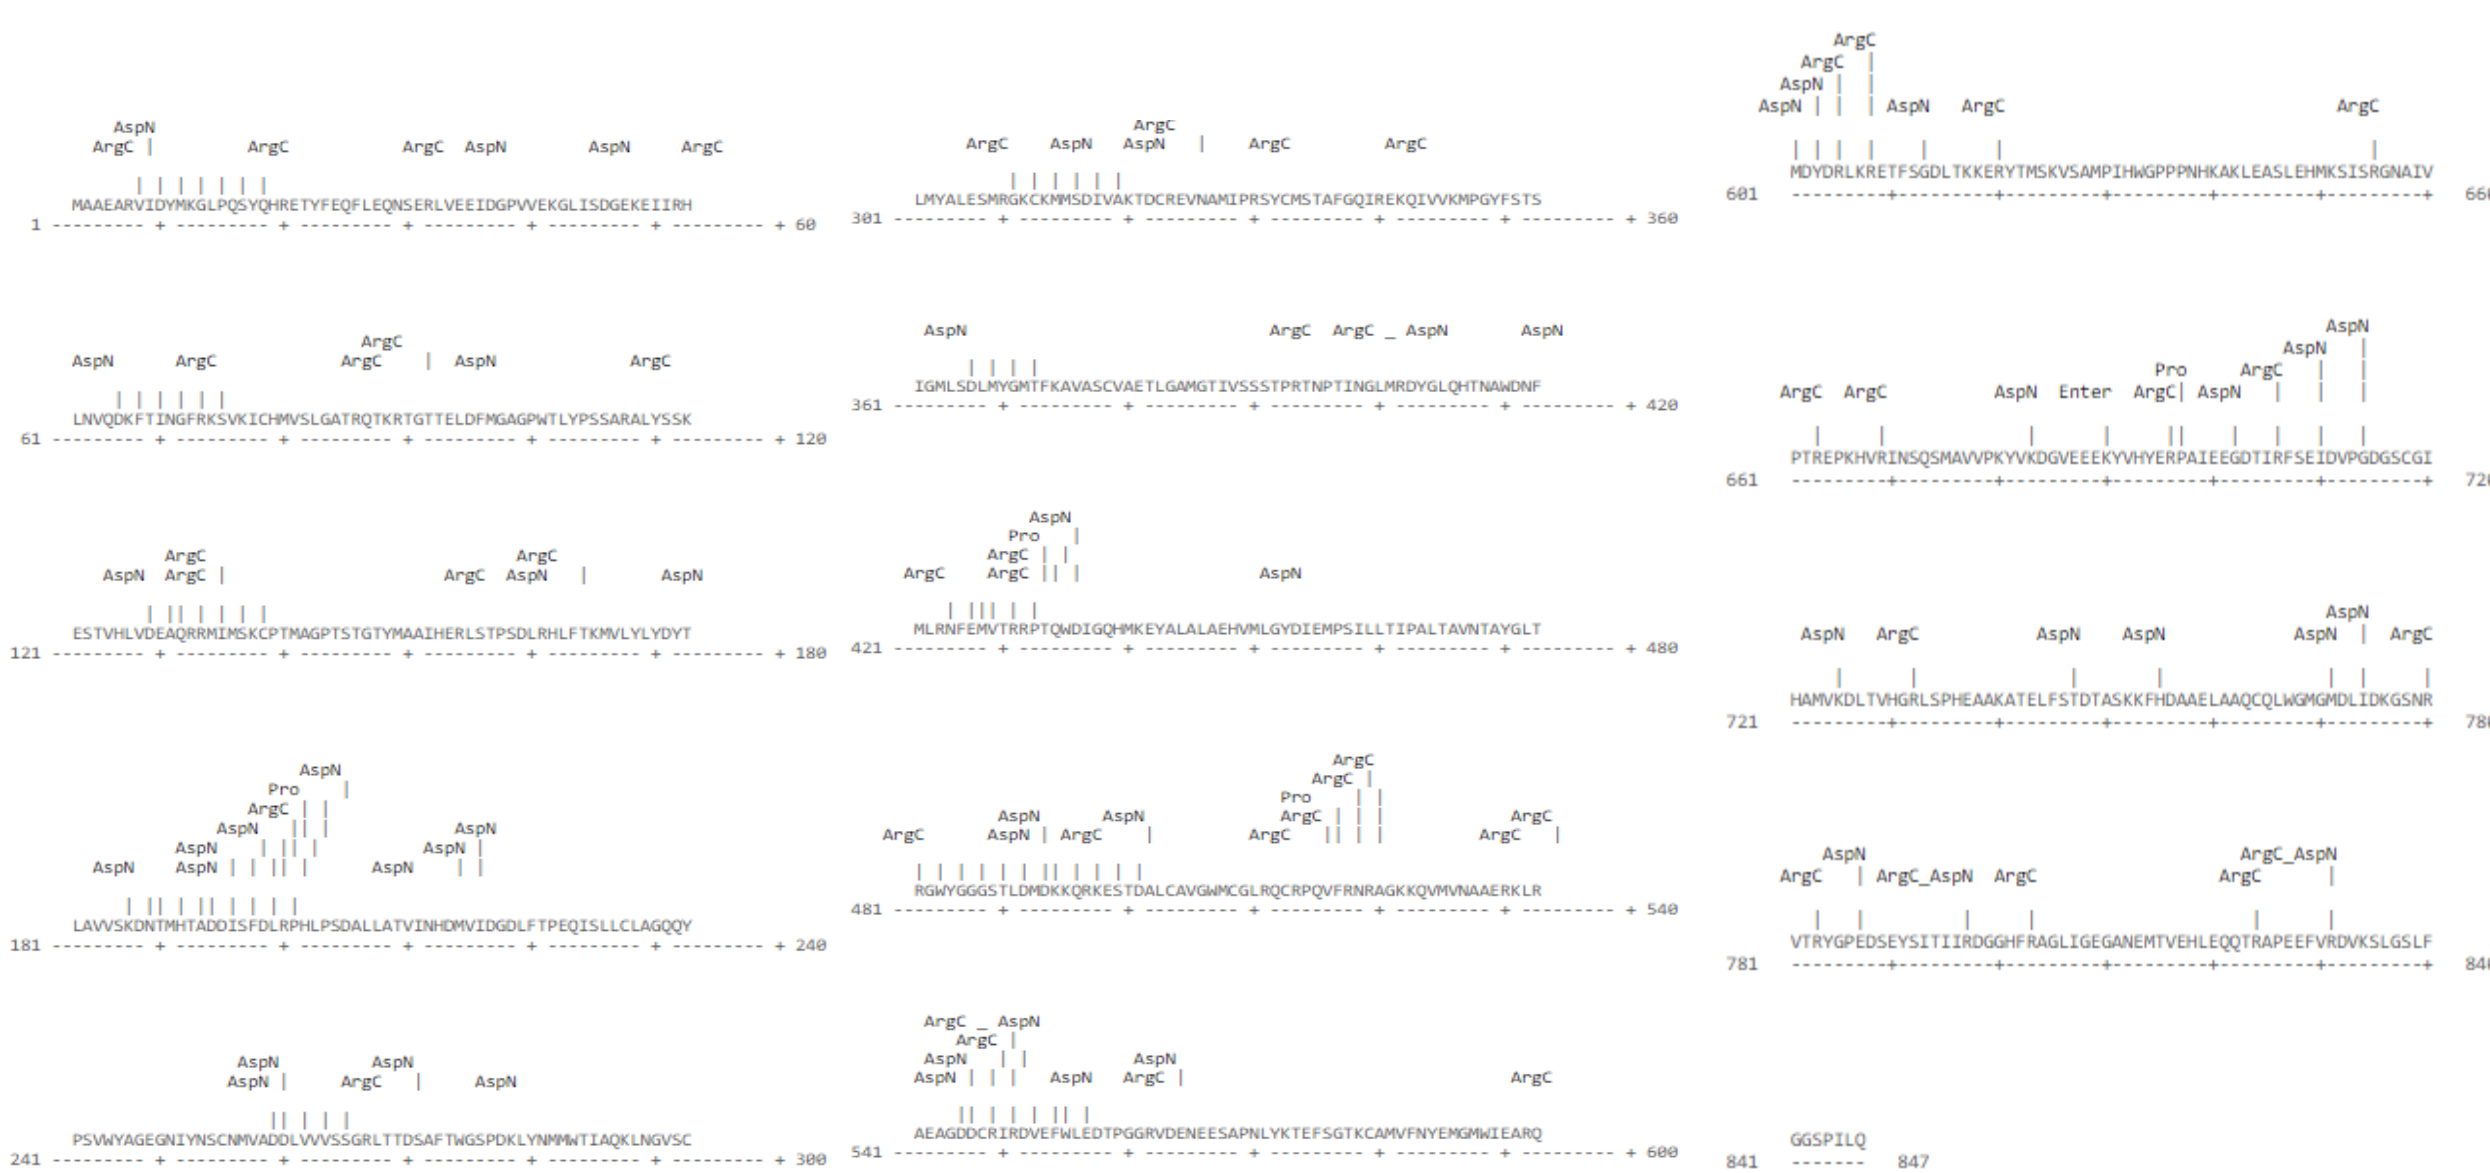 AspN
ArgC | ArgC ArgC AspN AspN ArgC
| | | | | | |
MAAEARVIDYMKGLPQSYQHRETYFEQFLEQNSERLVEEIDGPVVEKGLISDGEKEIIRH
1 --------- + --------- + --------- + --------- + --------- + --------- + 60
ArgC
AspN ArgC ArgC | AspN ArgC
| | | | | |
LNVQDKFTINGFRKSVKICHMVSLGATRQTKRTGTTELDFMGAGPWTLYPSSARALYSSK
61 --------- + --------- + --------- + --------- + --------- + --------- + 120
ArgC ArgC
AspN ArgC | ArgC AspN | AspN
| || | | | |
ESTVHLVDEAQRRMIMSKCPTMAGPTSTGTYMAAIHERLSTPSDLRHLFTKMVLYLYDYT
121 --------- + --------- + --------- + --------- + --------- + --------- + 180
AspN
Pro |
ArgC | |
AspN || | AspN
AspN | || | AspN |
AspN AspN | | || | AspN | |
| || | || | | | |
LAVVSKDNTMHTADDISFDLRPHLPSDALLATVINHDMVIDGDLFTPEQISLLCLAGQQY
181 --------- + --------- + --------- + --------- + --------- + --------- + 240
AspN AspN
AspN | ArgC | AspN
|| | | |
PSVWYAGEGNIYNSCNMVADDLVVVSSGRLTTDSAFTWGSPDKLYNMMWTIAQKLNGVSC
241 --------- + --------- + --------- + --------- + --------- + --------- + 300
ArgC
ArgC AspN AspN | ArgC ArgC
| | | | | |
LMYALESMRGKCKMMSDIVAKTDCREVNAMIPRSYCMSTAFGQIREKQIVVKMPGYFSTS
301 --------- + --------- + --------- + --------- + --------- + --------- + 360
AspN ArgC ArgC _ AspN AspN
| | | |
IGMLSDLMYGMTFKAVASCVAETLGAMGTIVSSSTPRTNPTINGLMRDYGLQHTNAWDNF
361 --------- + --------- + --------- + --------- + --------- + --------- + 420
AspN
Pro |
ArgC | |
ArgC ArgC || | AspN
| ||| | |
MLRNFEMVTRRPTQWDIGQHMKEYALALAEHVMLGYDIEMPSILLTIPALTAVNTAYGLT
421 --------- + --------- + --------- + --------- + --------- + --------- + 480
ArgC
ArgC |
Pro | |
AspN AspN ArgC | | | ArgC
ArgC AspN | ArgC | ArgC || | | ArgC |
| | | | | | || | | | |
RGWYGGGSTLDMDKKQRKESTDALCAVGWMCGLRQCRPQVFRNRAGKKQVMVNAAERKLR
481 --------- + --------- + --------- + --------- + --------- + --------- + 540
ArgC _ AspN
ArgC |
AspN | | AspN
AspN | | | AspN ArgC | ArgC
|| | | | || |
AEAGDDCRIRDVEFWLEDTPGGRVDENEESAPNLYKTEFSGTKCAMVFNYEMGMWIEARQ
541 --------- + --------- + --------- + --------- + --------- + --------- + 600
ArgC
ArgC |
AspN | |
AspN | | | AspN ArgC ArgC
| | | | | | |
MDYDRLKRETFSGDLTKKERYTMSKVSAMPIHWGPPPNHKAKLEASLEHMKSISRGNAIV
601 ---------+---------+---------+---------+---------+---------+ 660
AspN
AspN |
Pro ArgC | |
ArgC ArgC AspN Enter ArgC| AspN | | |
| | | | || | | | |
PTREPKHVRINSQSMAVVPKYVKDGVEEEKYVHYERPAIEEGDTIRFSEIDVPGDGSCGI
661 ---------+---------+---------+---------+---------+---------+ 720
AspN
AspN ArgC AspN AspN AspN | ArgC
| | | | | | |
HAMVKDLTVHGRLSPHEAAKATELFSTDTASKKFHDAAELAAQCQLWGMGMDLIDKGSNR
721 ---------+---------+---------+---------+---------+---------+ 780
AspN ArgC_AspN
ArgC | ArgC_AspN ArgC ArgC |
| | | | | |
VTRYGPEDSEYSITIIRDGGHFRAGLIGEGANEMTVEHLEQQTRAPEEFVRDVKSLGSLF
781 ---------+---------+---------+---------+---------+---------+ 840
GGSPILQ
841 ------- 847